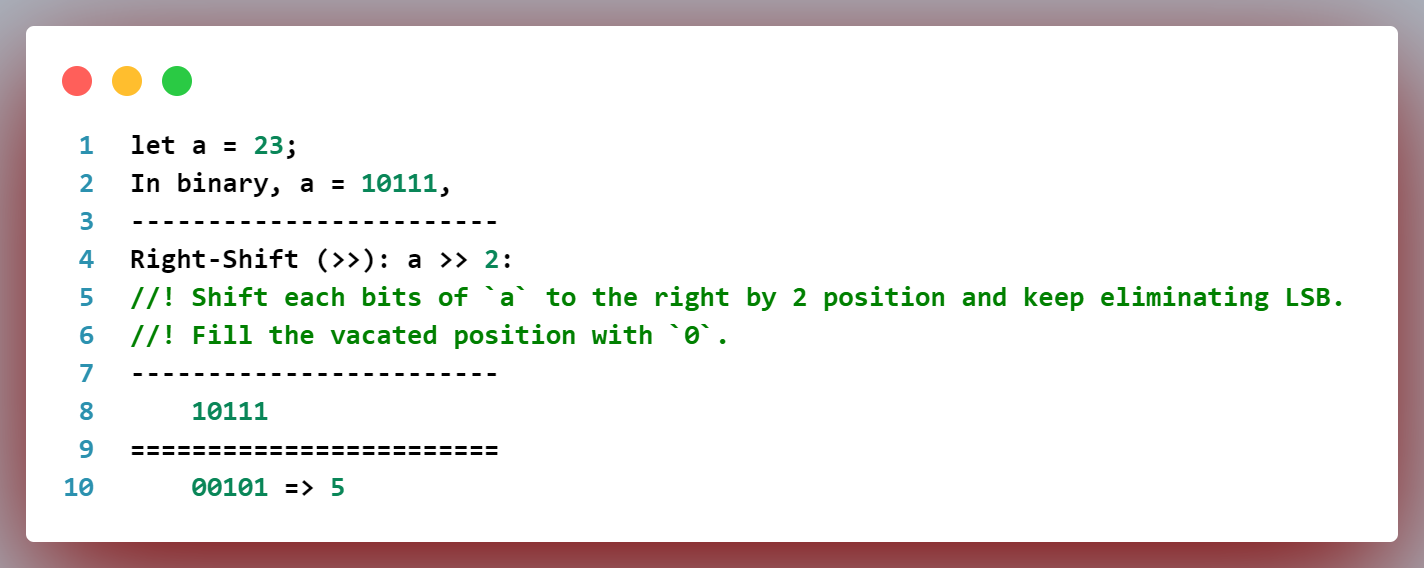 1 let a = 23;
2 In binary, a = 10111,
3 ------------------------
4 Right-Shift (>>): a >> 2:
5 //! Shift each bits of `a` to the right by 2 position and keep eliminating LSB.
6 //! Fill the vacated position with `0`.
7 ------------------------
8     10111
9 ========================
10     00101 => 5